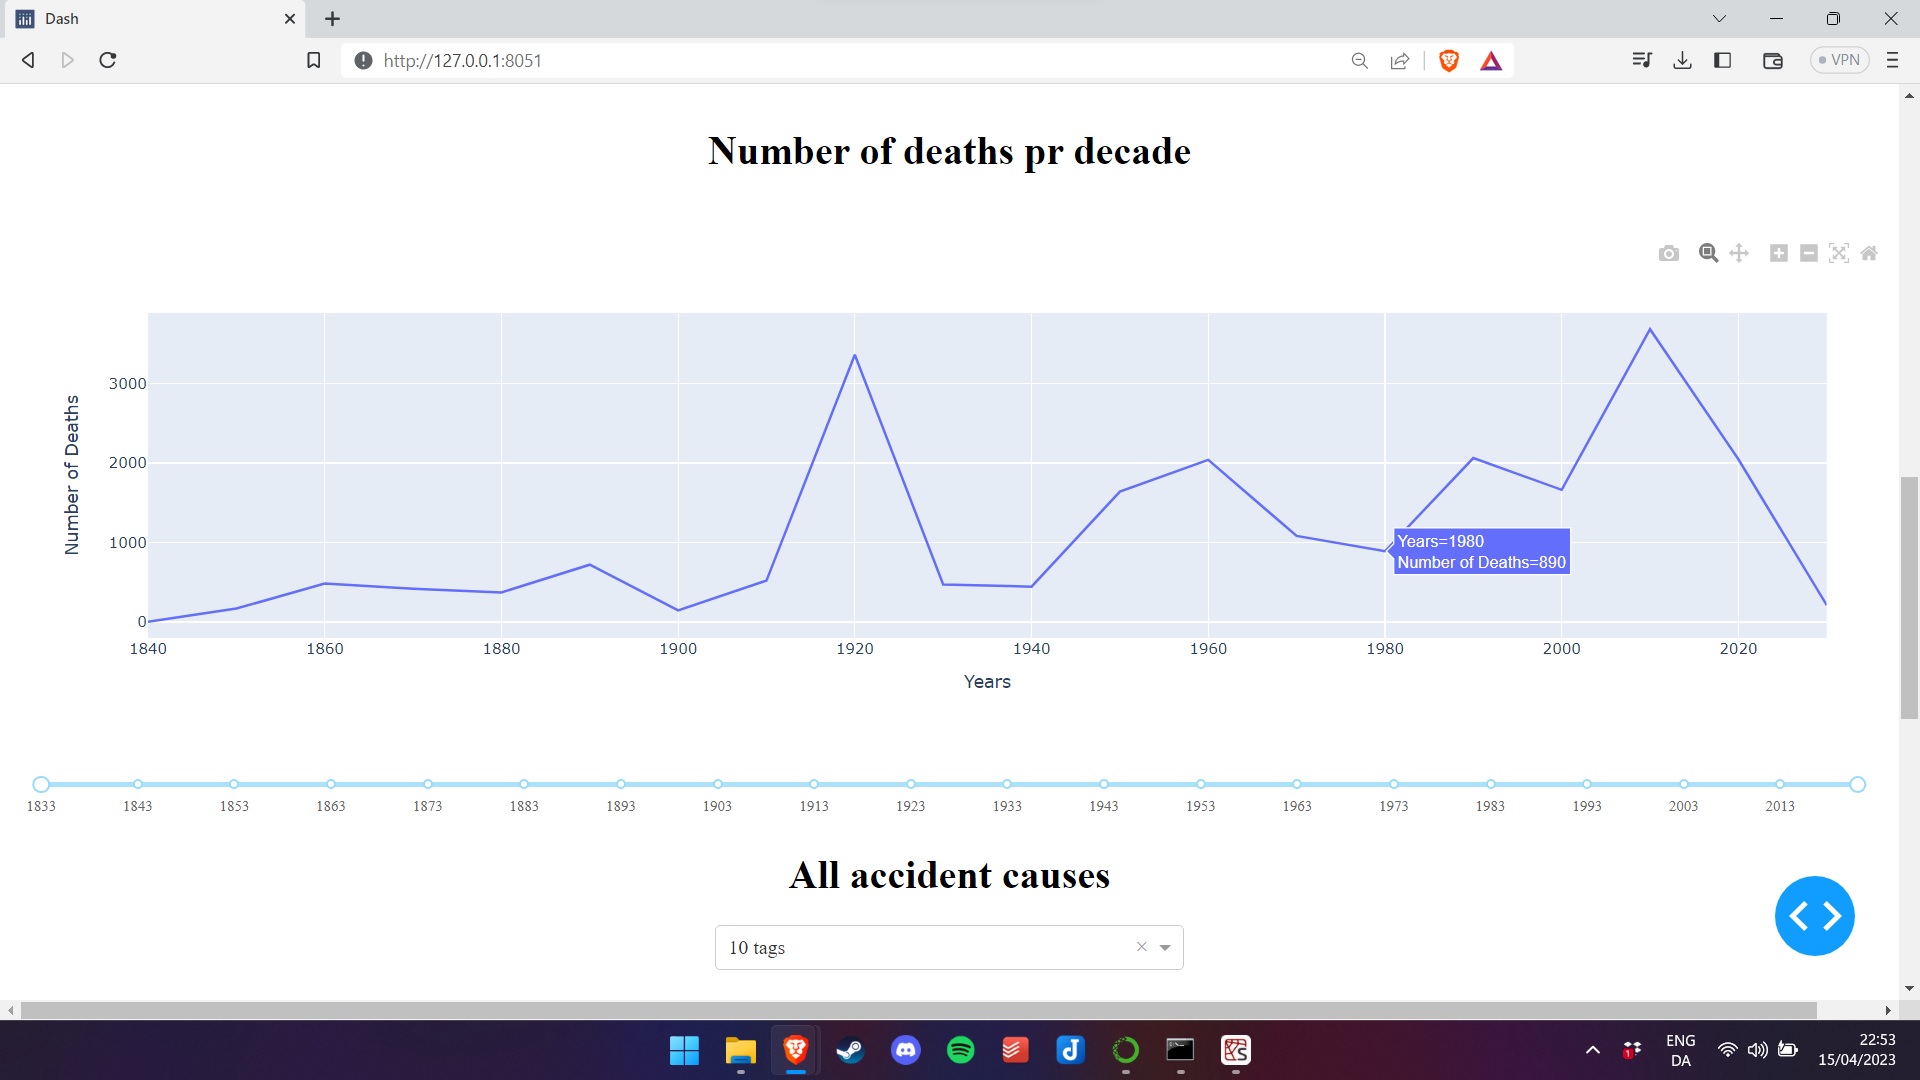 Dash
http://127.0.0.1:8051
VPN
Number of deaths pr decade
Number of Deaths
3000
2000
1000
0
Years=1980
Number of Deaths=890
1840 1860 1880 1900 1920 1940 1960 1980 2000 2020
Years
1833 1843 1853 1863 1873 1883 1893 1903 1913 1923 1933 1943 1953 1963 1973 1983 1993 2003 2013
All accident causes
10 tags
1
ENG
DA
22:53
15/04/2023